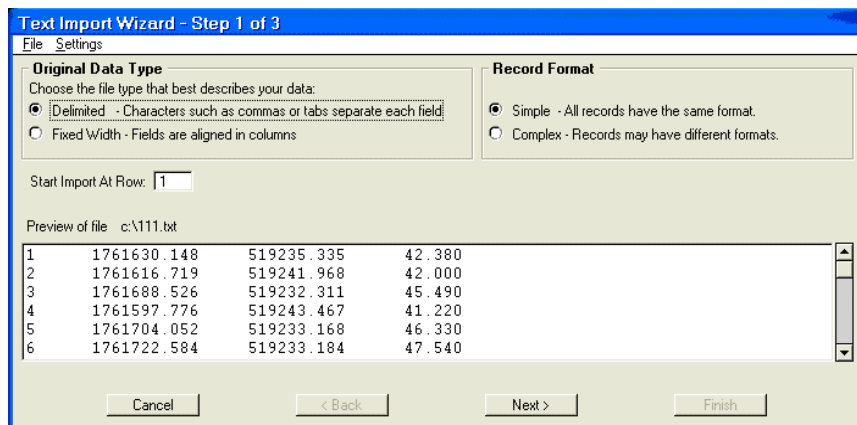 Text Import Wizard - Step 1 of 3
File Settings
Original Data Type
Choose the file type that best describes your data:
Delimited - Characters such as commas or tabs separate each field
Fixed Width - Fields are aligned in columns
Record Format
Simple - All records have the same format.
Complex - Records may have different formats.
Start Import At Row: 1
Preview of file c:\111.txt
1 1761630.148 519235.335 42.380
2 1761616.719 519241.968 42.000
3 1761688.526 519232.311 45.490
4 1761597.776 519243.467 41.220
5 1761704.052 519233.168 46.330
6 1761722.584 519233.184 47.540
Cancel < Back Next > Finish